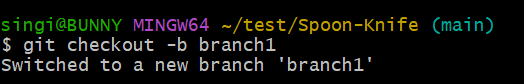 singi@BUNNY MINGW64 ~/test/Spoon-Knife (main)
$ git checkout -b branch1
Switched to a new branch 'branch1'